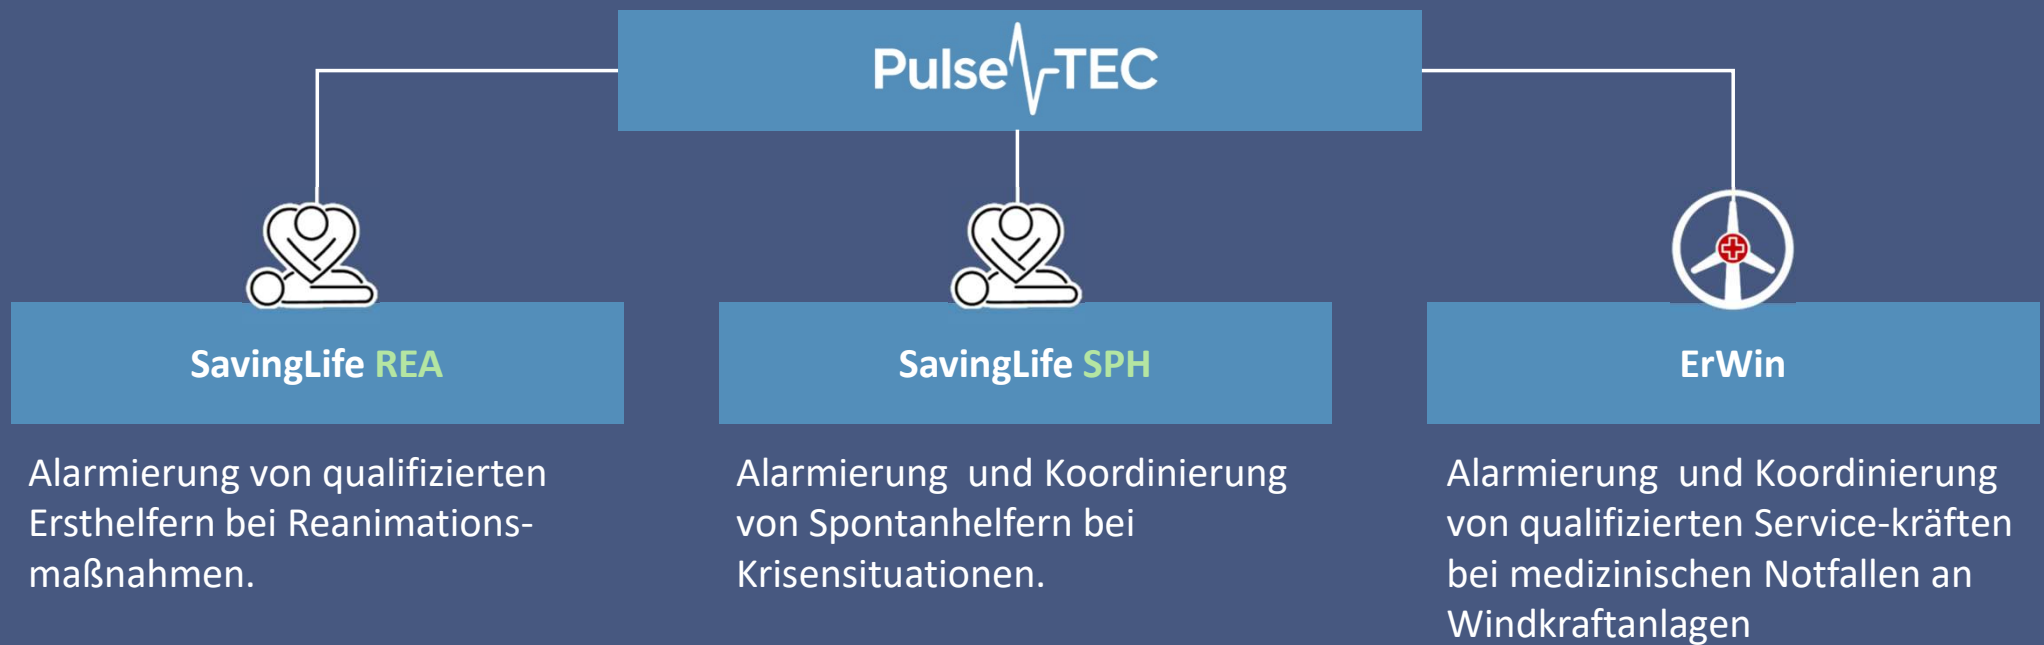 Pulse TEC
SavingLife REA
Alarmierung von qualifizierten
Ersthelfern bei Reanimations-
maßnahmen.
SavingLife SPH
Alarmierung  und Koordinierung
von Spontanhelfern bei
Krisensituationen.
ErWin
Alarmierung  und Koordinierung
von qualifizierten Service-kräften
bei medizinischen Notfallen an
Windkraftanlagen